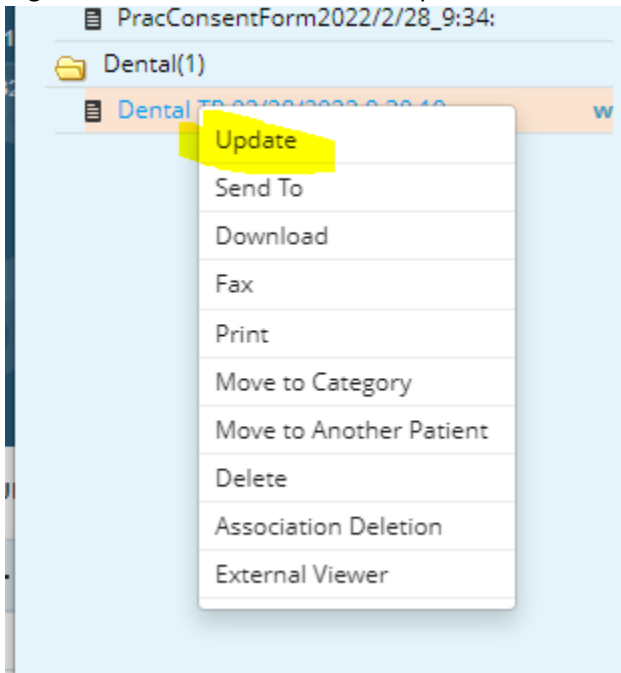 PracConsentForm2022/2/28_9:34:
Dental(1)
Dental
w
Update
Send To
Download
Fax
Print
Move to Category
Move to Another Patient
Delete
Association Deletion
External Viewer